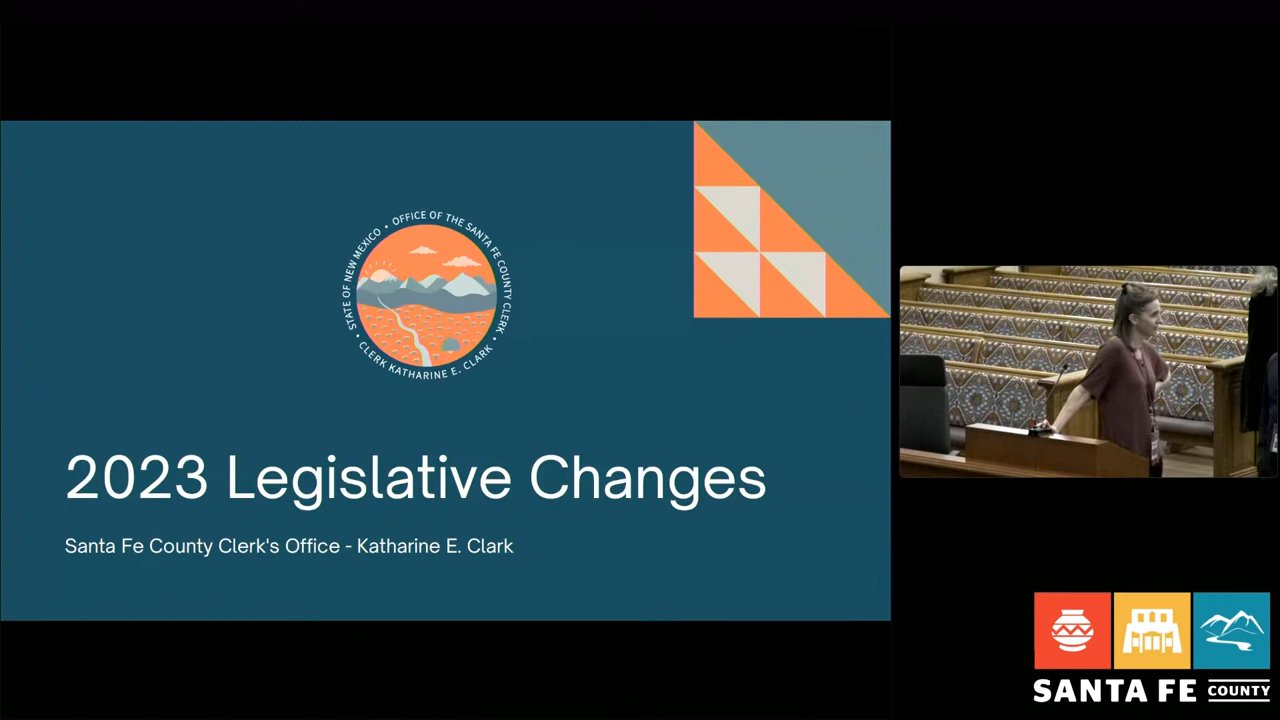 STATE OF NEW MEXICO • OFFICE OF THE SANTA FE COUNTY CLERK •
CLERK KATHARINE E. CLARK •
2023 Legislative Changes
Santa Fe County Clerk's Office - Katharine E. Clark
SANTA FE COUNTY